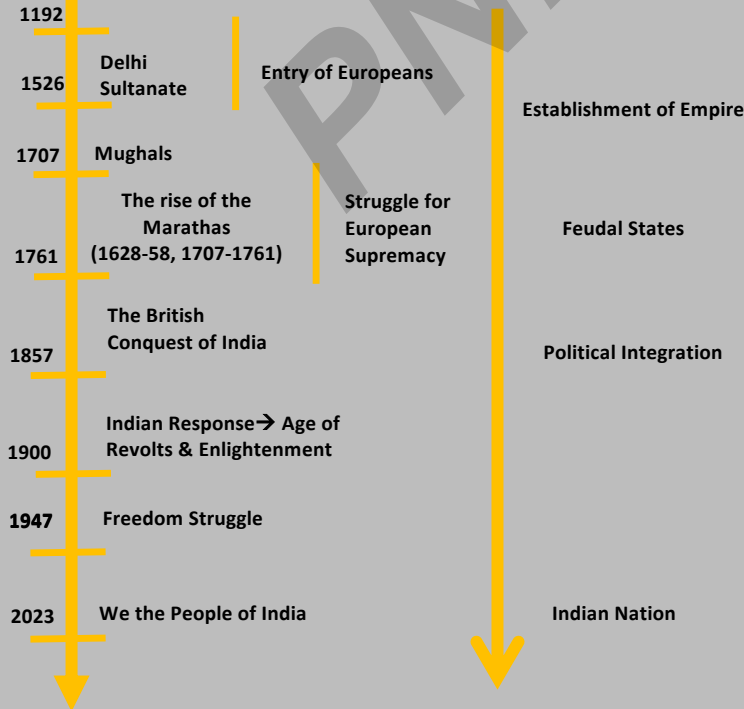 1192
Delhi
Sultanate
1526
Entry of Europeans
Establishment of Empire
1707
Mughals
The rise of the
Marathas
(1628-58, 1707-1761)
1761
Struggle for
European
Supremacy
Feudal States
The British
Conquest of India
1857
Political Integration
Indian Response→ Age of
Revolts & Enlightenment
1900
1947
Freedom Struggle
2023
We the People of India
Indian Nation